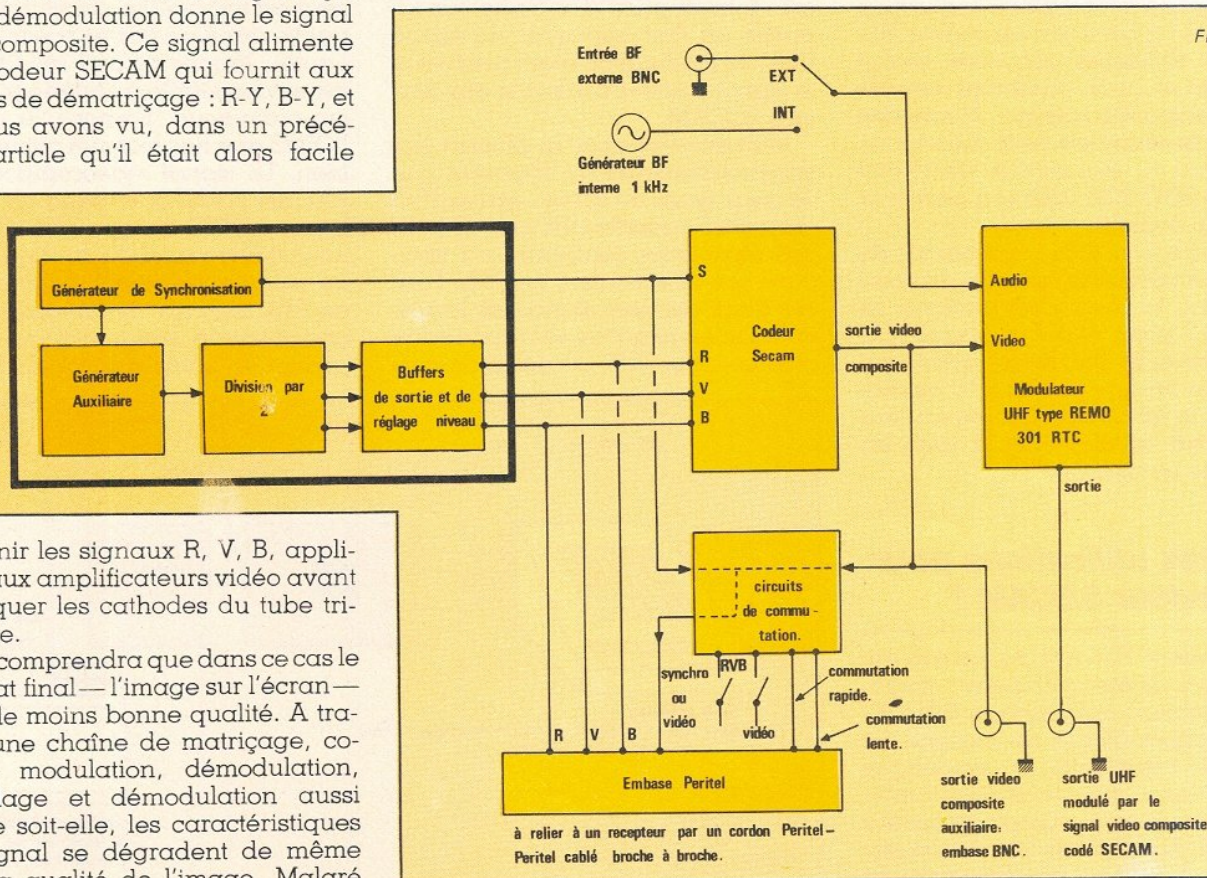 démodulation donne le signal
composite. Ce signal alimente
odeur SECAM qui fournit aux
s de dématriçage : R-Y, B-Y, et
us avons vu, dans un précé-
article qu'il était alors facile
nir les signaux R, V, B, appli-
aux amplificateurs vidéo avant
quer les cathodes du tube tri-
e.
comprendra que dans ce cas le
at final — l'image sur l'écran —
de moins bonne qualité. A tra-
une chaîne de matriçage, co-
modulation, démodulation,
lage et démodulation aussi
e soit-elle, les caractéristiques
gnal se dégradent de même
qualité de l'image. Malgré
Entrée BF
externe BNC
EXT
INT
Générateur BF
interne 1 kHz
Générateur de Synchronisation
Générateur
Auxiliaire
Division par
2
Buffers
de sortie et de
réglage niveau
S
R
V
B
Codeur
Secam
sortie video
composite
Audio
Video
Modulateur
UHF type REMO
301 RTC
sortie
circuits
de commu -
tation.
synchro
ou
vidéo
RVB
vidéo
commutation
rapide.
commutation
lente.
R
V
B
Embase Peritel
à relier à un recepteur par un cordon Peritel–
Peritel cablé broche à broche.
sortie video
composite
auxiliaire:
embase BNC.
sortie UHF
modulé par le
signal video composite
codé SECAM.